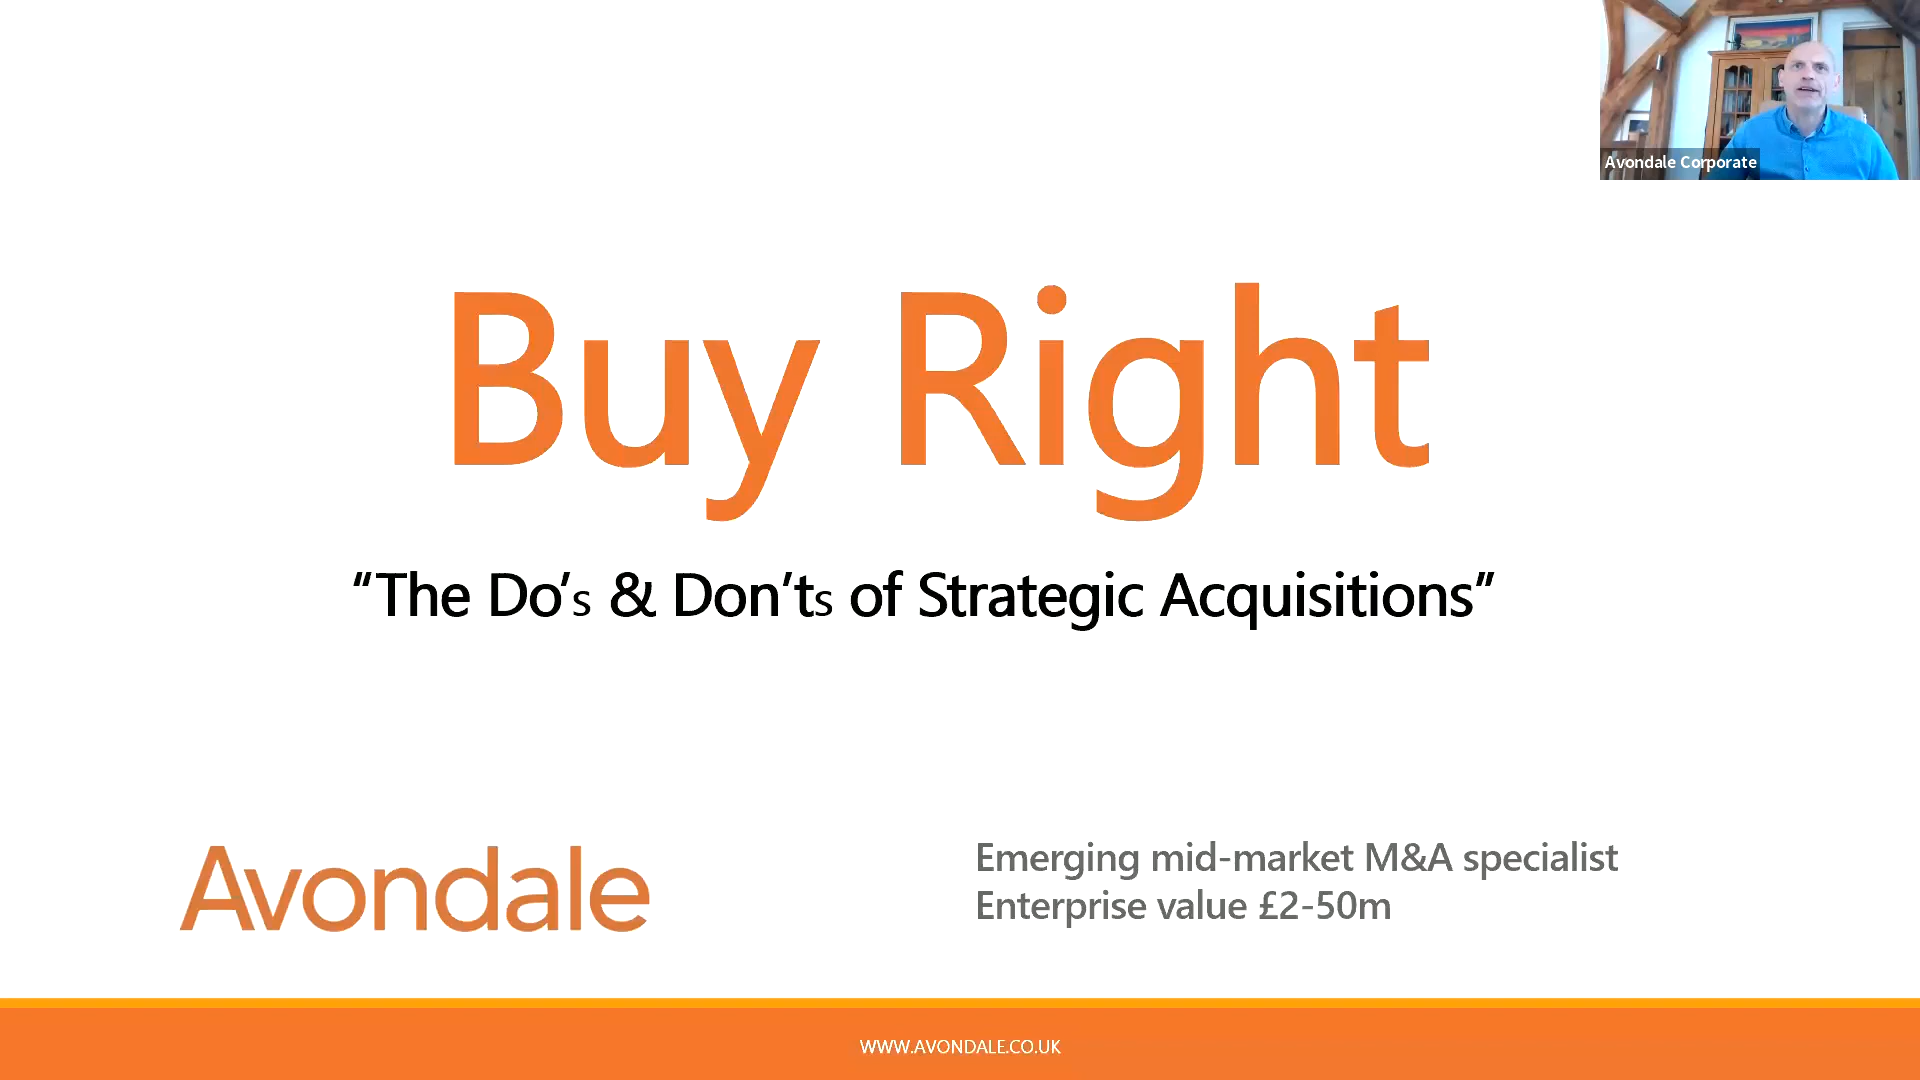 Avondale Corporate
Buy Right
“The Do’s & Don’ts of Strategic Acquisitions”
Avondale
Emerging mid-market M&A specialist
Enterprise value £2-50m
WWW.AVONDALE.CO.UK